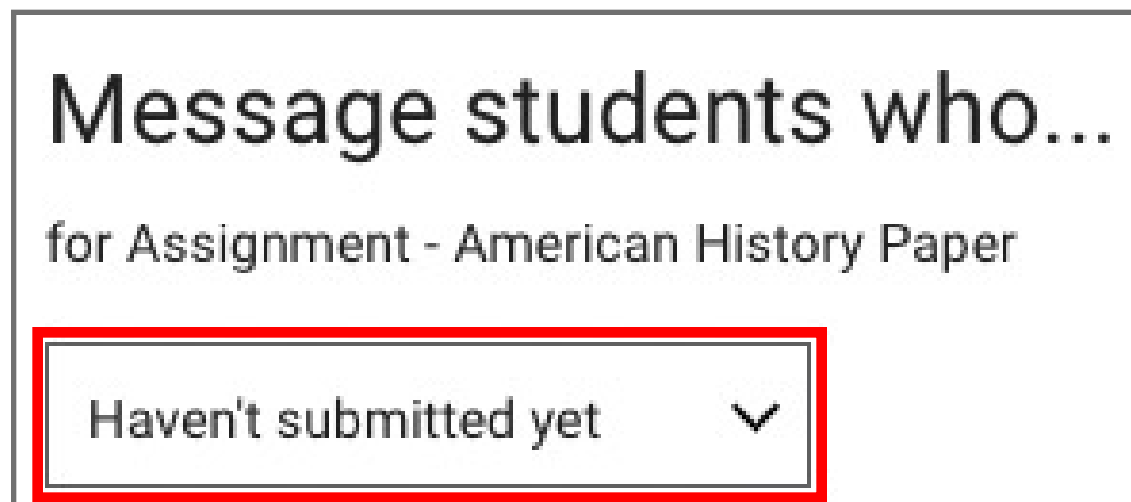 Message students who...
for Assignment - American History Paper
Haven't submitted yet